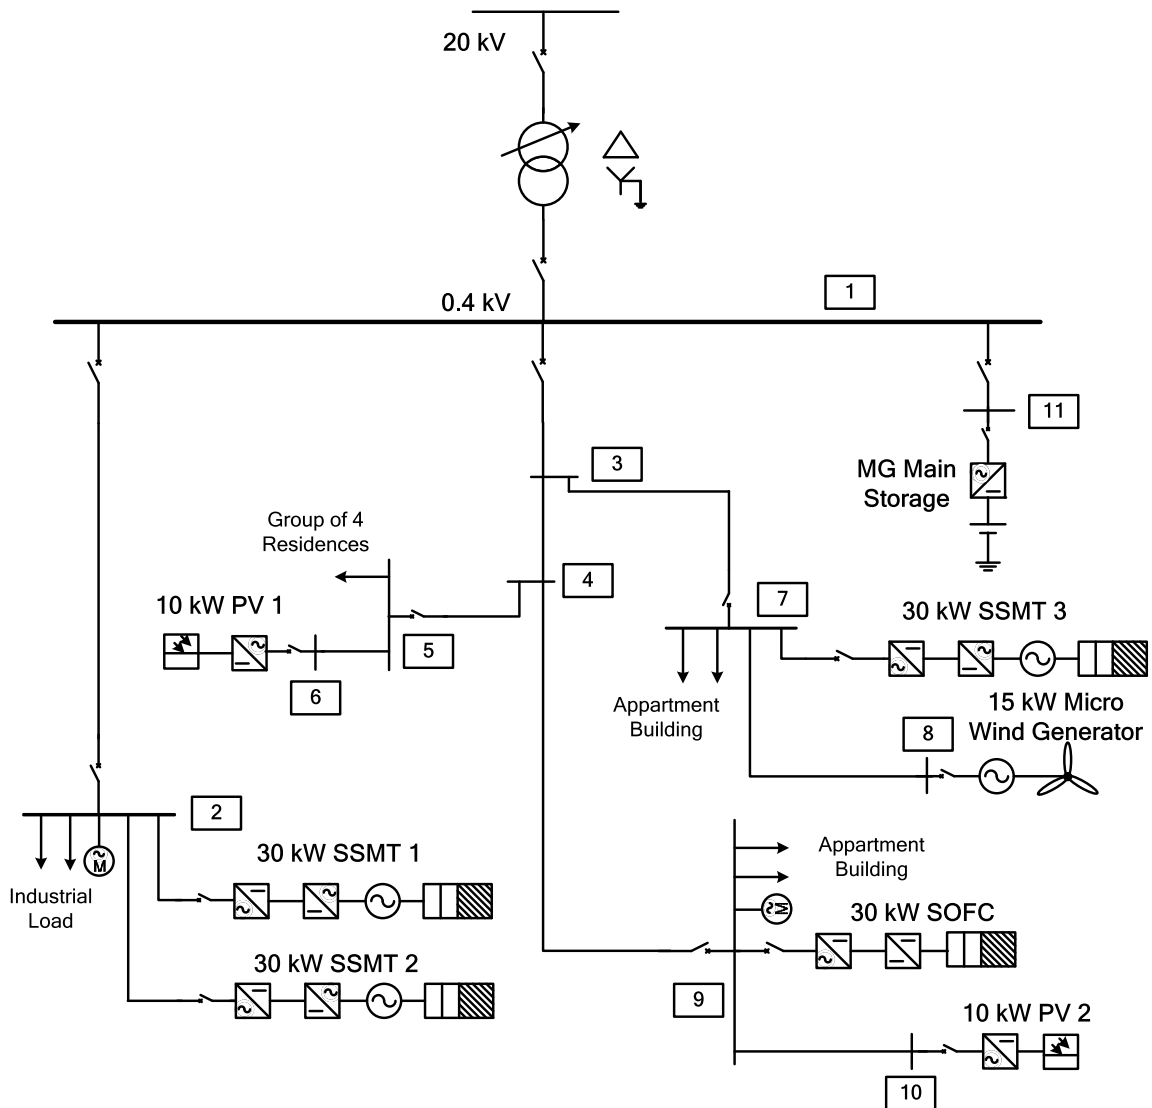 20 kV
0.4 kV
1
11
MG Main
Storage
3
Group of 4
Residences
4
10 kW PV 1
5
6
7
30 kW SSMT 3
Appartment
Building
15 kW Micro
Wind Generator
8
2
M
Industrial
Load
30 kW SSMT 1
30 kW SSMT 2
Appartment
Building
M
30 kW SOFC
9
10 kW PV 2
10